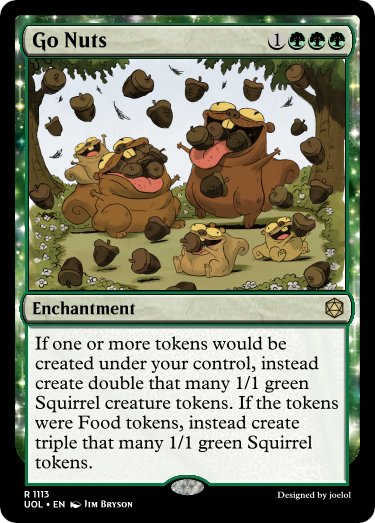 Go Nuts 1
Enchantment
If one or more tokens would be
created under your control, instead
create double that many 1/1 green
Squirrel creature tokens. If the tokens
were Food tokens, instead create
triple that many 1/1 green Squirrel
tokens.
R 1113
UOL • EN Jim Bryson
Designed by joelol